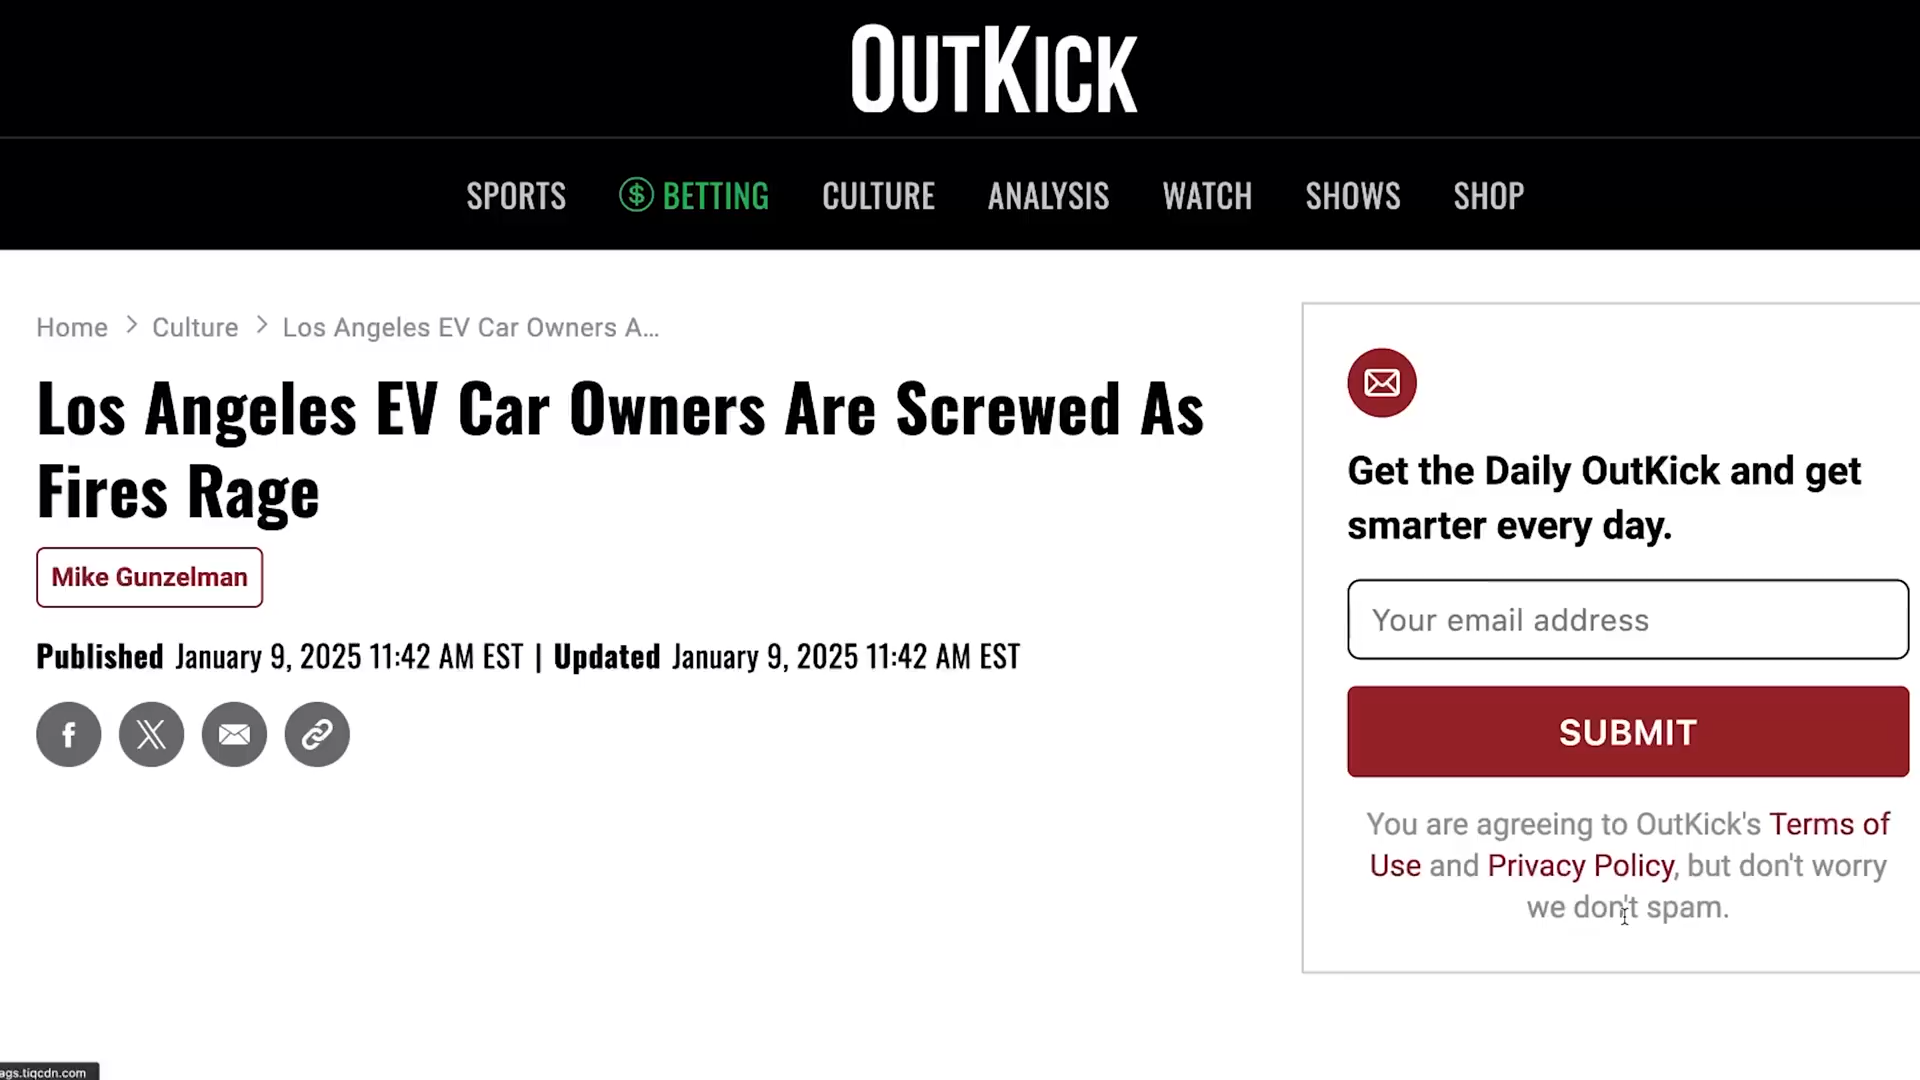 OUTKICK
SPORTS
$ BETTING
CULTURE
ANALYSIS
WATCH
SHOWS
SHOP
Home > Culture > Los Angeles EV Car Owners A...
Los Angeles EV Car Owners Are Screwed As
Fires Rage
Mike Gunzelman
Published January 9, 2025 11:42 AM EST | Updated January 9, 2025 11:42 AM EST
Get the Daily OutKick and get
smarter every day.
Your email address
SUBMIT
You are agreeing to OutKick's Terms of
Use and Privacy Policy, but don't worry
we don't spam.
ags.tiqcdn.com